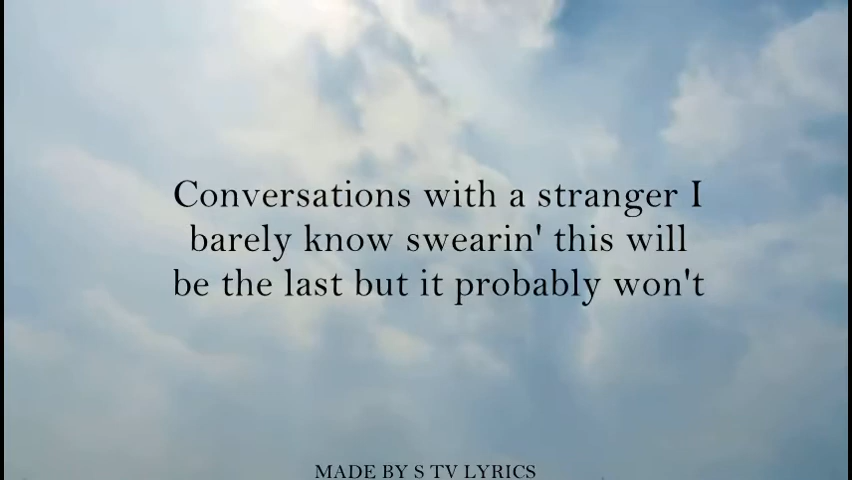 Conversations with a stranger I
barely know swearin' this will
be the last but it probably won't
MADE BY S TV LYRICS